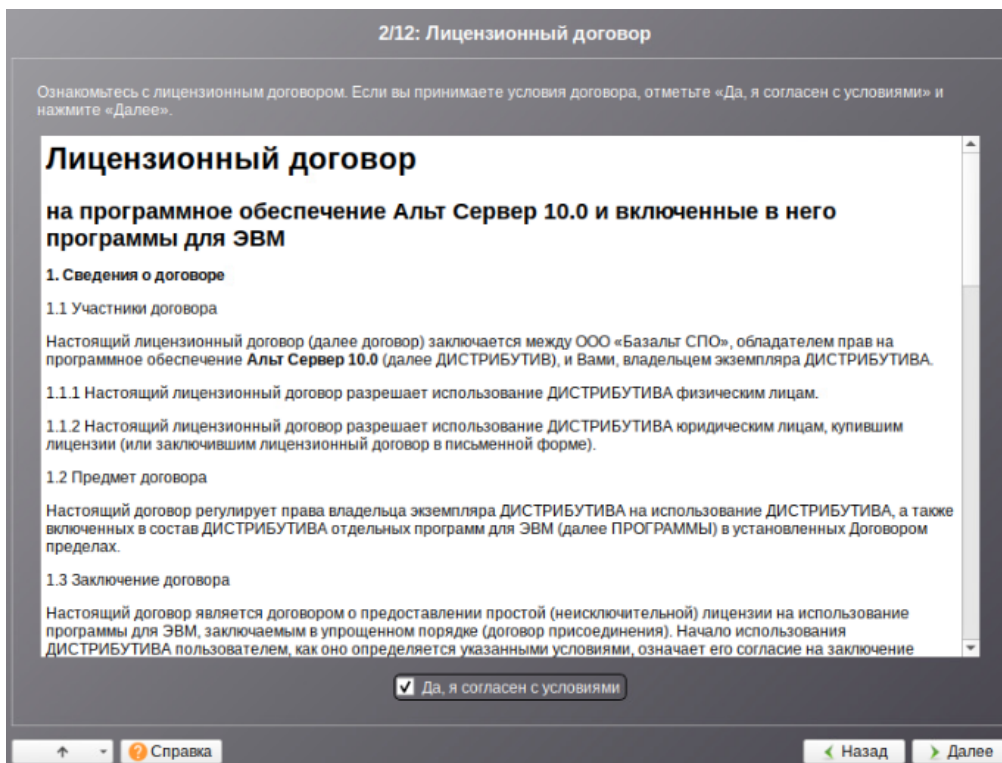 2/12: Лицензионный договор
Ознакомьтесь с лицензионным договором. Если вы принимаете условия договора, отметьте «Да, я согласен с условиями» и
нажмите «Далее».
Лицензионный договор
на программное обеспечение Альт Сервер 10.0 и включенные в него
программы для ЭВМ
1. Сведения о договоре
1.1 Участники договора
Настоящий лицензионный договор (далее договор) заключается между ООО «Базальт СПО», обладателем прав на
программное обеспечение Альт Сервер 10.0 (далее ДИСТРИБУТИВ), и Вами, владельцем экземпляра ДИСТРИБУТИВА.
1.1.1 Настоящий лицензионный договор разрешает использование ДИСТРИБУТИВА физическим лицам.
1.1.2 Настоящий лицензионный договор разрешает использование ДИСТРИБУТИВА юридическим лицам, купившим
лицензии (или заключившим лицензионный договор в письменной форме).
1.2 Предмет договора
Настоящий договор регулирует права владельца экземпляра ДИСТРИБУТИВА на использование ДИСТРИБУТИВА, а также
включенных в состав ДИСТРИБУТИВА отдельных программ для ЭВМ (далее ПРОГРАММЫ) в установленных Договором
пределах.
1.3 Заключение договора
Настоящий договор является договором о предоставлении простой (неисключительной) лицензии на использование
программы для ЭВМ, заключаемым в упрощенном порядке (договор присоединения). Начало использования
ДИСТРИБУТИВА пользователем, как оно определяется указанными условиями, означает его согласие на заключение
Да, я согласен с условиями
Справка
Назад
Далее